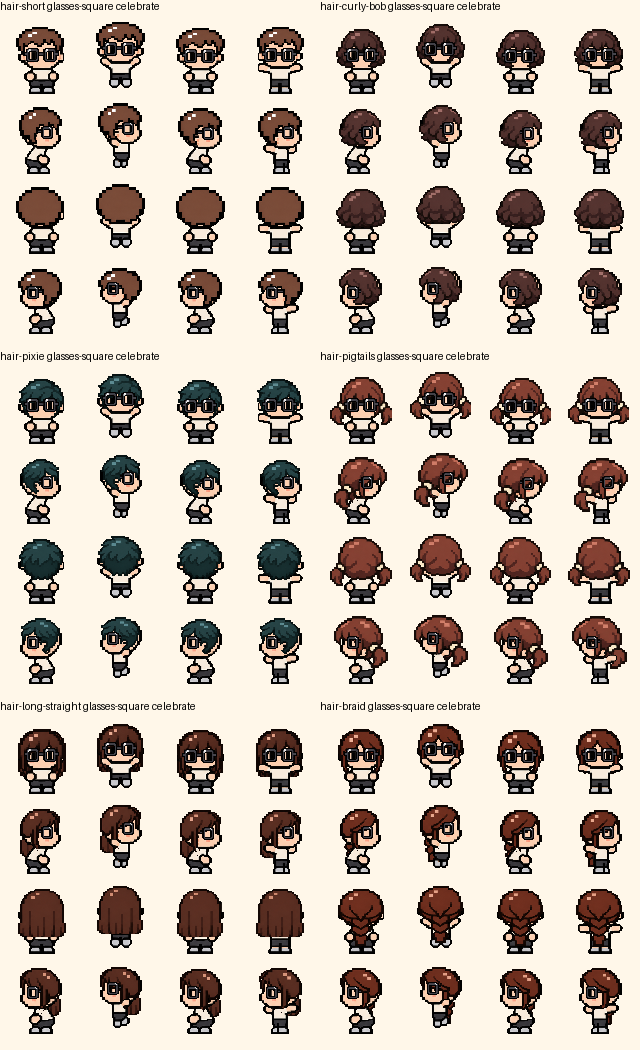 hair-short glasses-square celebrate
hair-curly-bob glasses-square celebrate
hair-pixie glasses-square celebrate
hair-pigtails glasses-square celebrate
hair-long-straight glasses-square celebrate
hair-braid glasses-square celebrate